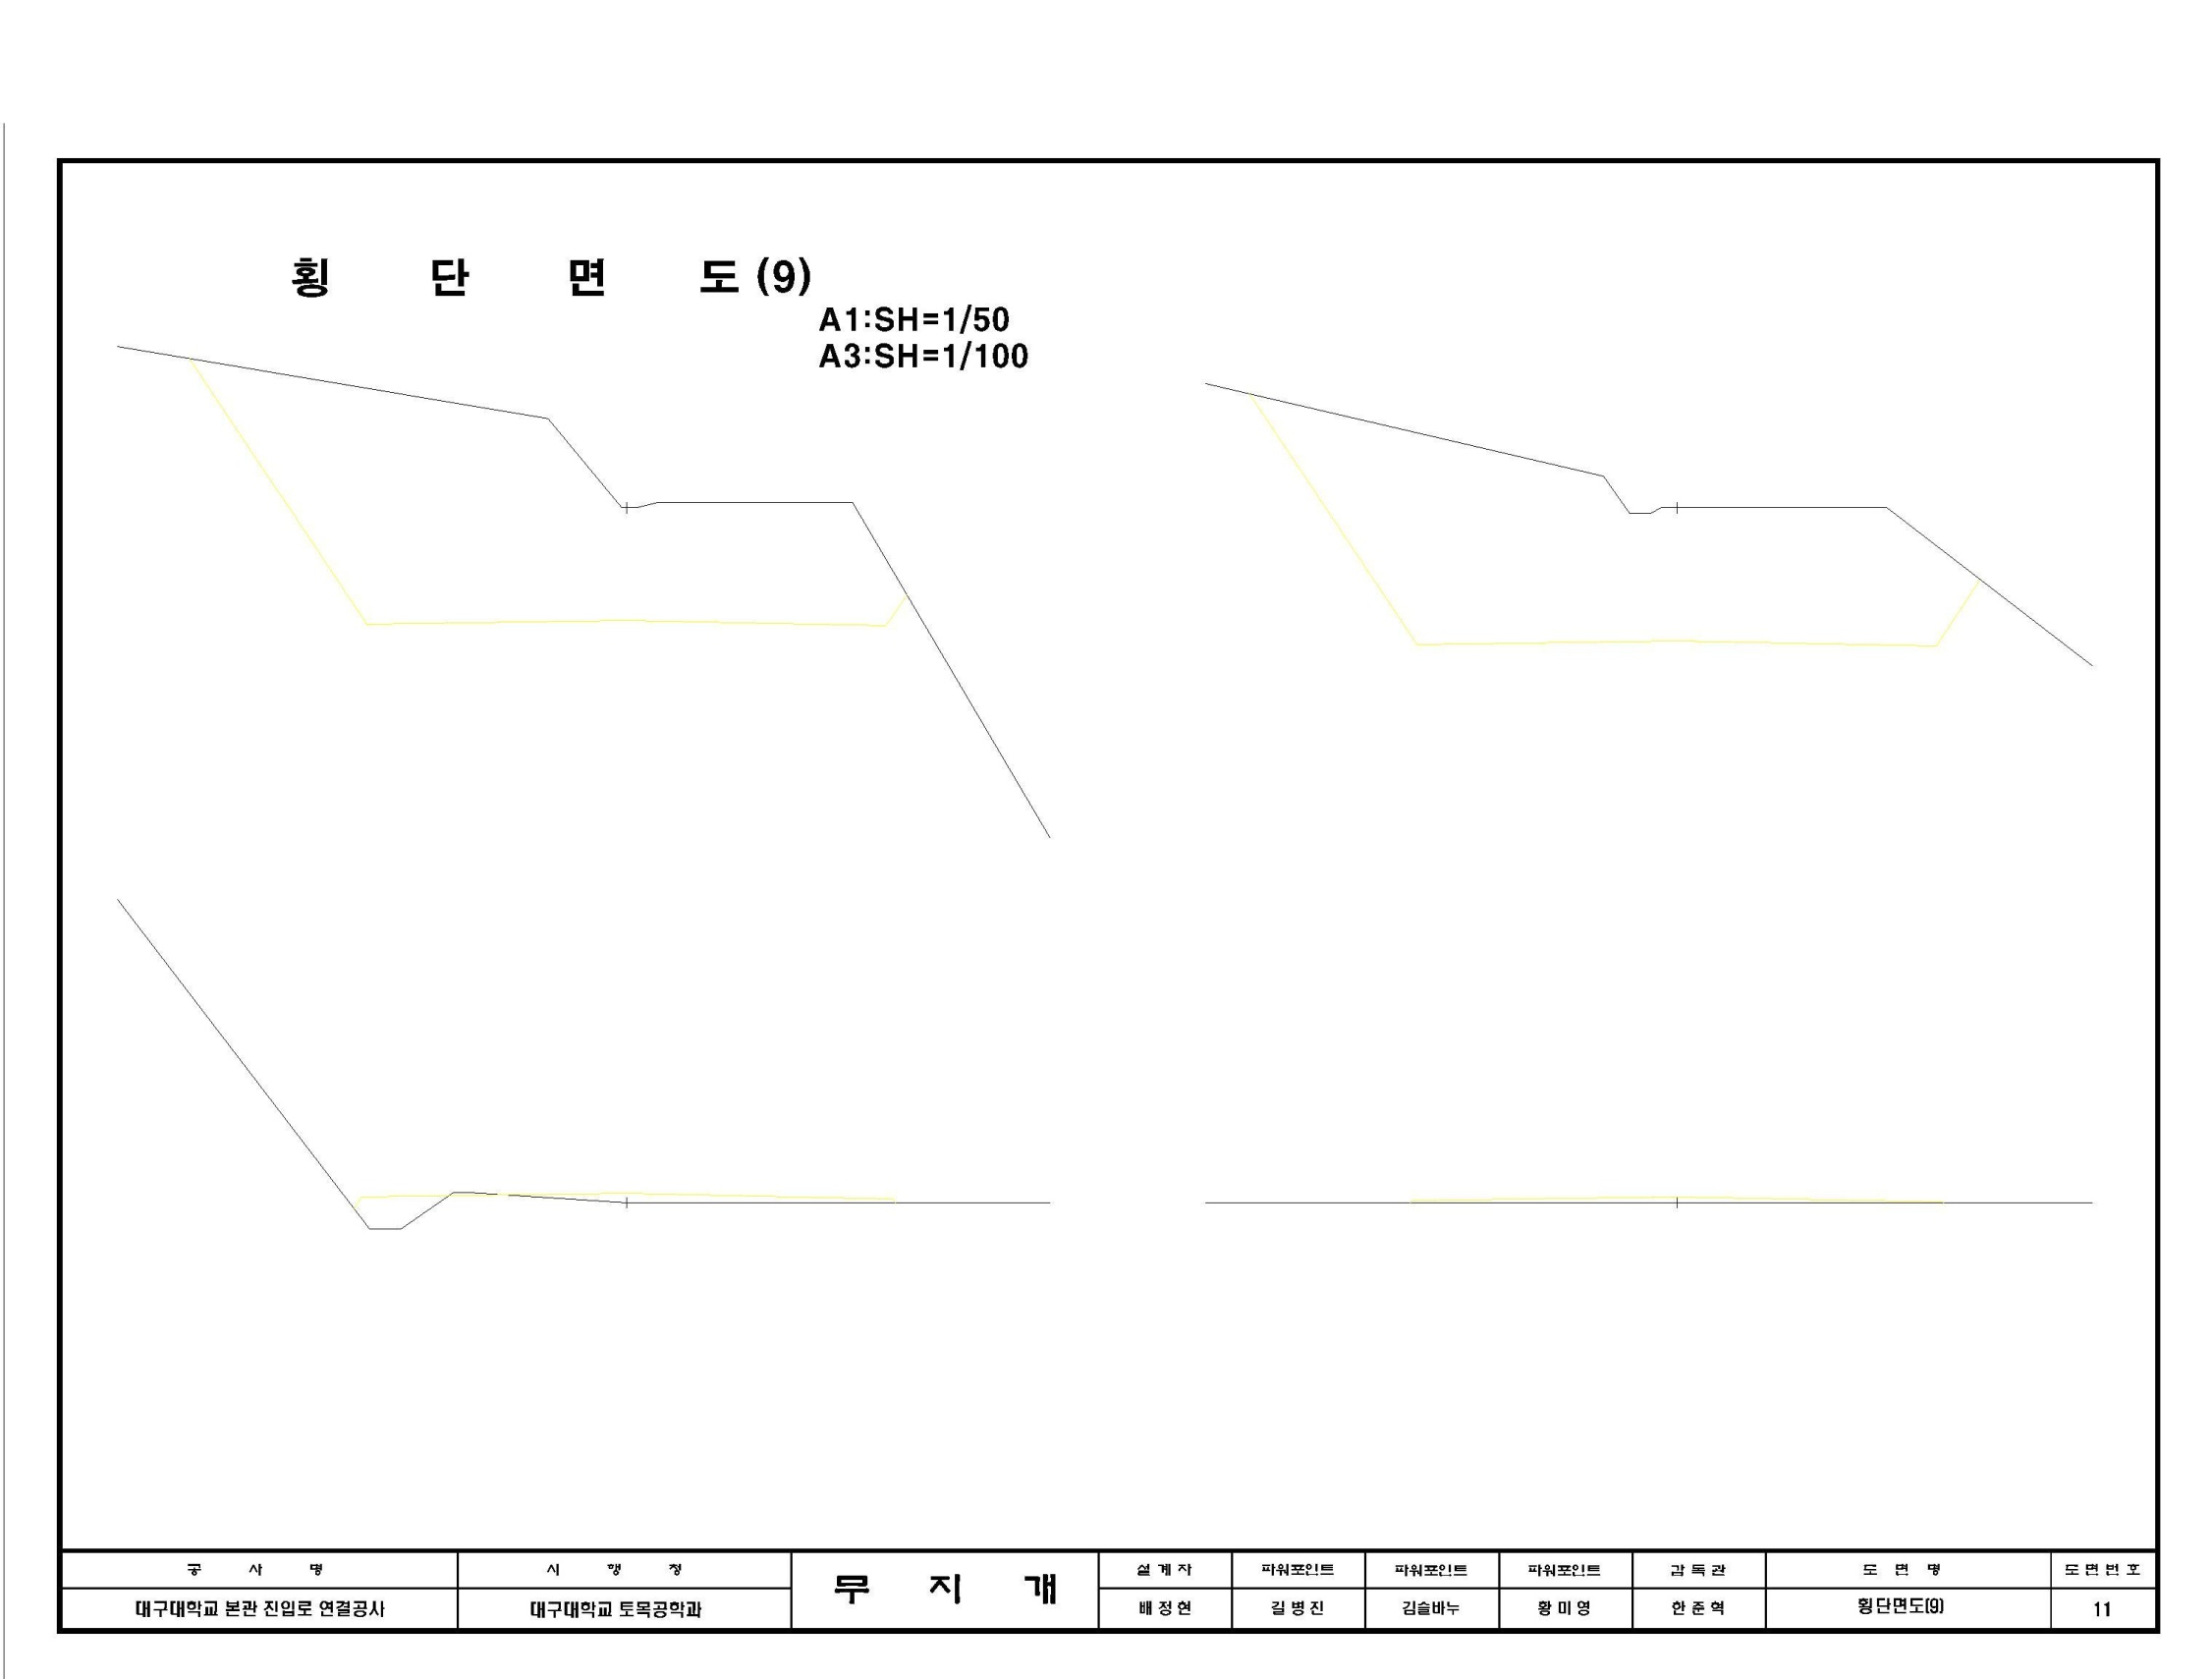 횡 단 면 도 (9)
A1:SH=1/50
A3:SH=1/100
공 사 명 시 행 청 무 지 개 설 계 자 파워포인트 파워포인트 파워포인트 감 독 관 도 면 명 도 면 번 호
대구대학교 본관 진입로 연결공사 대구대학교 토목공학과 배 정 현 길 병 진 김슬바누 황 미 영 한 준 혁 횡단면도(9) 11